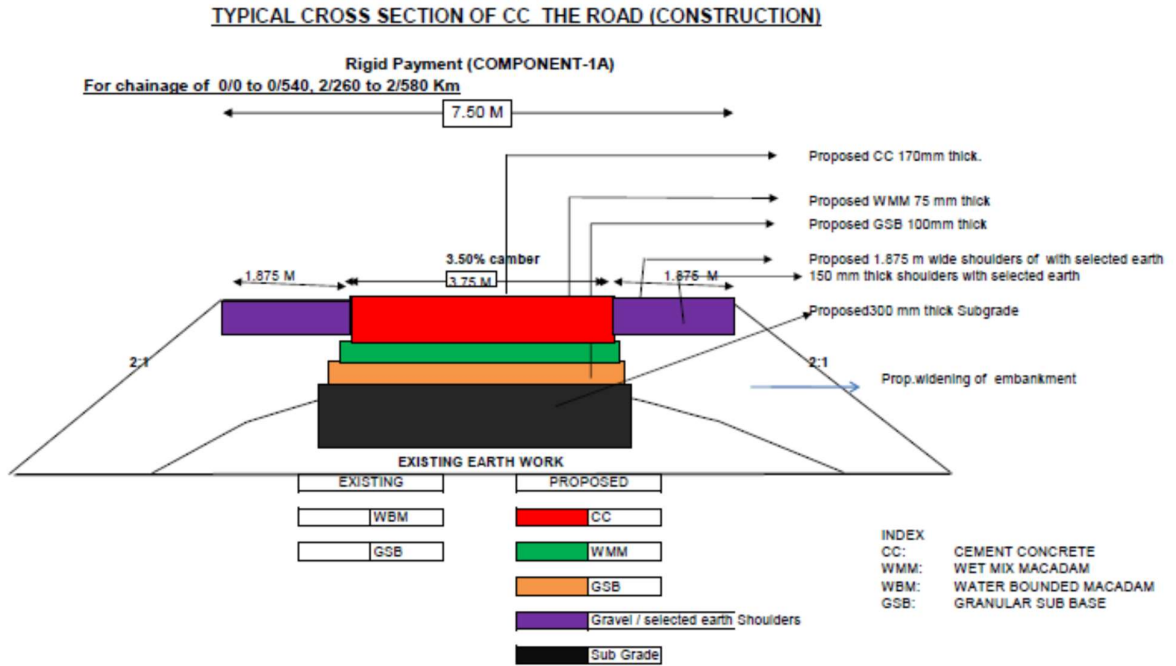 TYPICAL CROSS SECTION OF CC THE ROAD (CONSTRUCTION)
Rigid Payment (COMPONENT-1A)
For chainage of 0/0 to 0/540, 2/260 to 2/580 Km
7.50 M
Proposed CC 170mm thick.
Proposed WMM 75 mm thick
Proposed GSB 100mm thick
3.50% camber
Proposed 1.875 m wide shoulders of with selected earth
1.875 M
3.75 M
1.875 M
150 mm thick shoulders with selected earth
Proposed300 mm thick Subgrade
2:1
2:1
Prop.widening of embankment
EXISTING EARTH WORK
EXISTING
PROPOSED
WBM
CC
GSB
WMM
GSB
Gravel / selected earth Shoulders
Sub Grade
INDEX
CC: CEMENT CONCRETE
WMM: WET MIX MACADAM
WBM: WATER BOUNDED MACADAM
GSB: GRANULAR SUB BASE